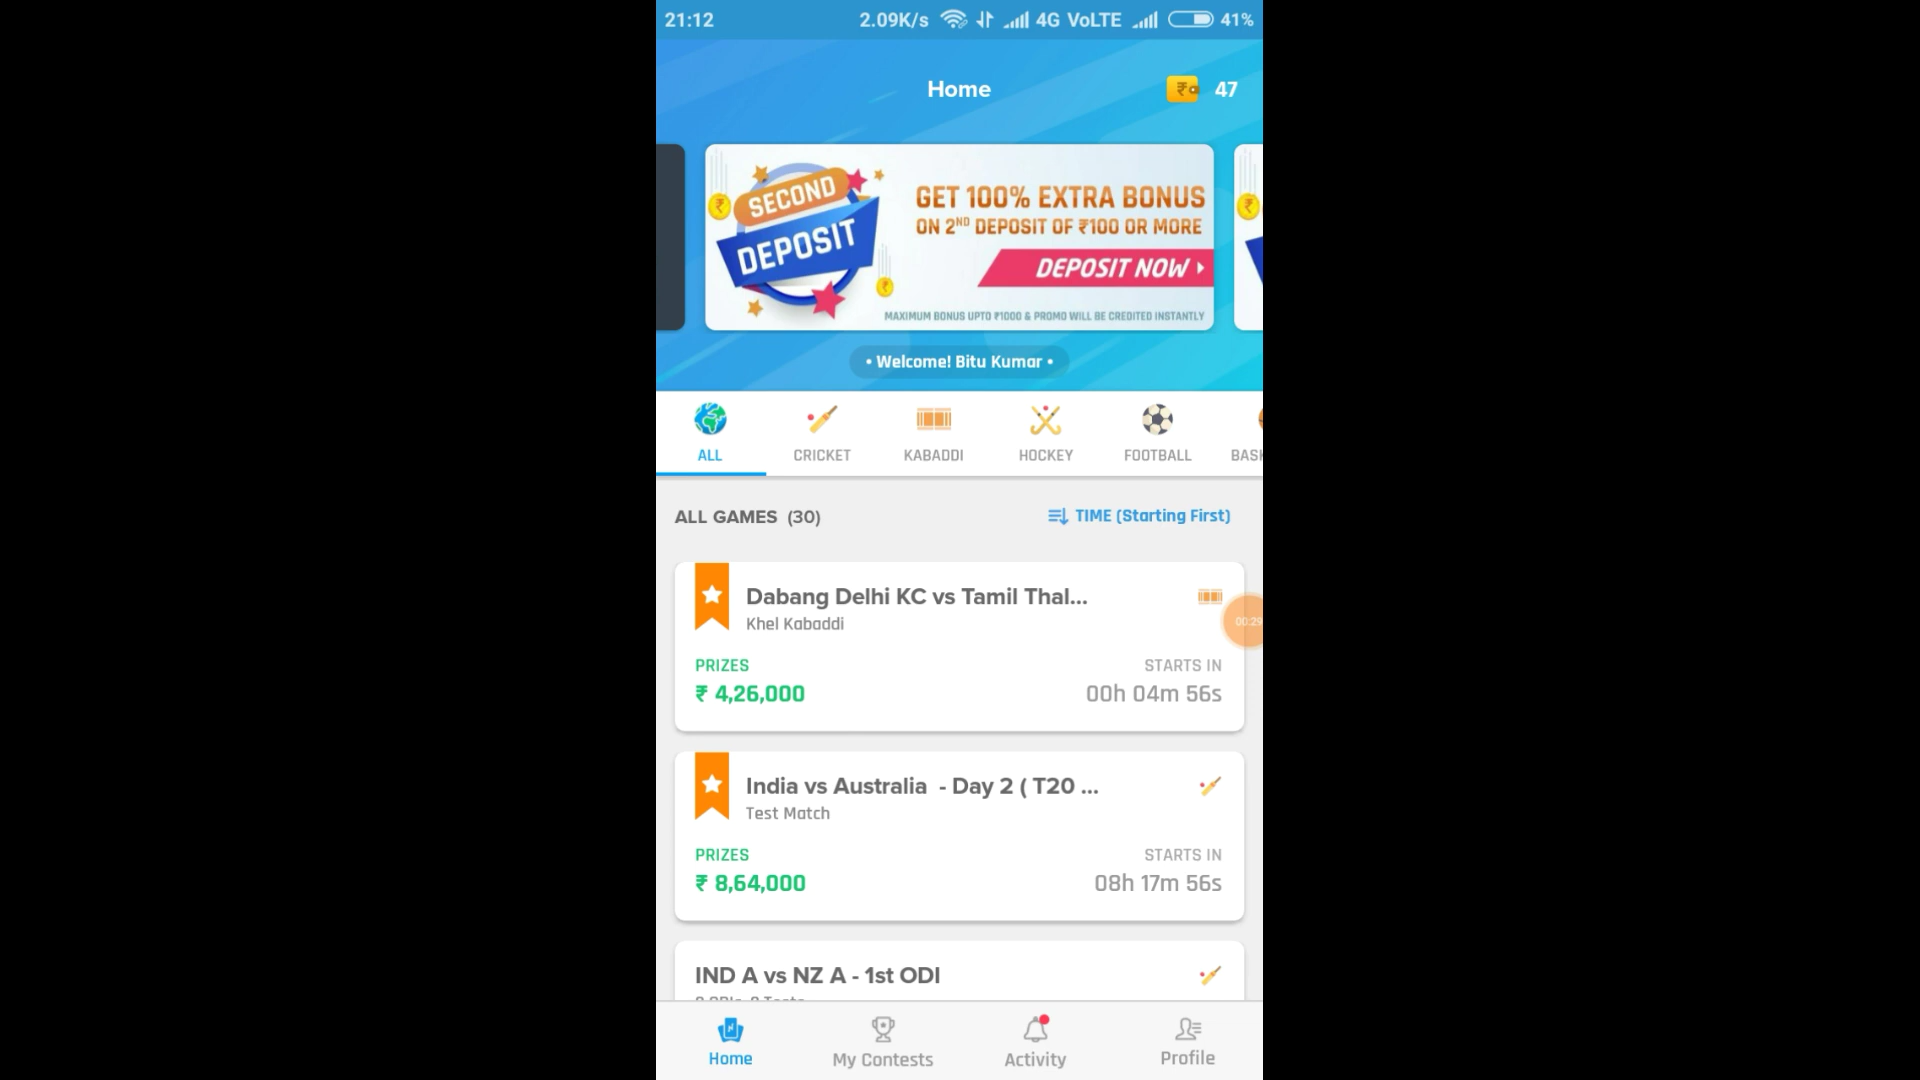 21:12 2.09K/s 4G VoLTE 41%
Home 47
SECOND
DEPOSIT
GET 100% EXTRA BONUS
ON 2ND DEPOSIT OF ₹100 OR MORE
DEPOSIT NOW
MAXIMUM BONUS UPTO ₹1000 & PROMO WILL BE CREDITED INSTANTLY
• Welcome! Bitu Kumar •
ALL CRICKET KABADDI HOCKEY FOOTBALL BASK
ALL GAMES (30) TIME (Starting First)
Dabang Delhi KC vs Tamil Thal...
Khel Kabaddi
00:29
PRIZES STARTS IN
₹ 4,26,000 00h 04m 56s
India vs Australia - Day 2 ( T20 ...
Test Match
PRIZES STARTS IN
₹ 8,64,000 08h 17m 56s
IND A vs NZ A - 1st ODI
Home My Contests Activity Profile